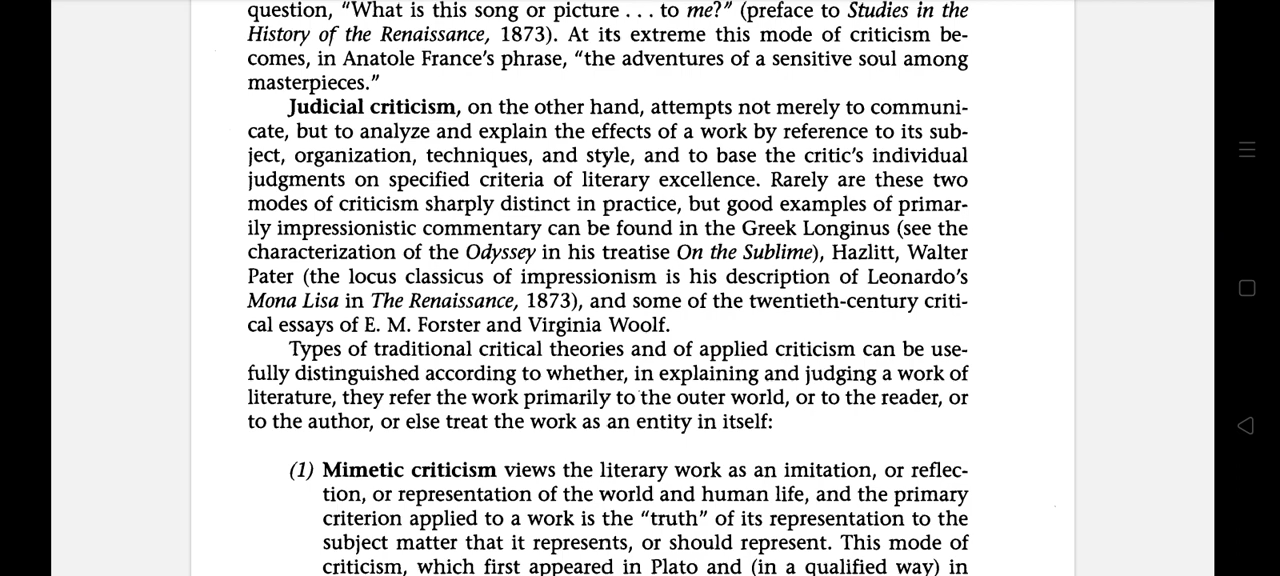 question, “What is this song or picture . . . to me?” (preface to Studies in the
History of the Renaissance, 1873). At its extreme this mode of criticism be-
comes, in Anatole France’s phrase, “the adventures of a sensitive soul among
masterpieces.”
Judicial criticism, on the other hand, attempts not merely to communi-
cate, but to analyze and explain the effects of a work by reference to its sub-
ject, organization, techniques, and style, and to base the critic’s individual
judgments on specified criteria of literary excellence. Rarely are these two
modes of criticism sharply distinct in practice, but good examples of primar-
ily impressionistic commentary can be found in the Greek Longinus (see the
characterization of the Odyssey in his treatise On the Sublime), Hazlitt, Walter
Pater (the locus classicus of impressionism is his description of Leonardo’s
Mona Lisa in The Renaissance, 1873), and some of the twentieth-century criti-
cal essays of E. M. Forster and Virginia Woolf.
Types of traditional critical theories and of applied criticism can be use-
fully distinguished according to whether, in explaining and judging a work of
literature, they refer the work primarily to the outer world, or to the reader, or
to the author, or else treat the work as an entity in itself:
(1) Mimetic criticism views the literary work as an imitation, or reflec-
tion, or representation of the world and human life, and the primary
criterion applied to a work is the “truth” of its representation to the
subject matter that it represents, or should represent. This mode of
criticism, which first appeared in Plato and (in a qualified way) in